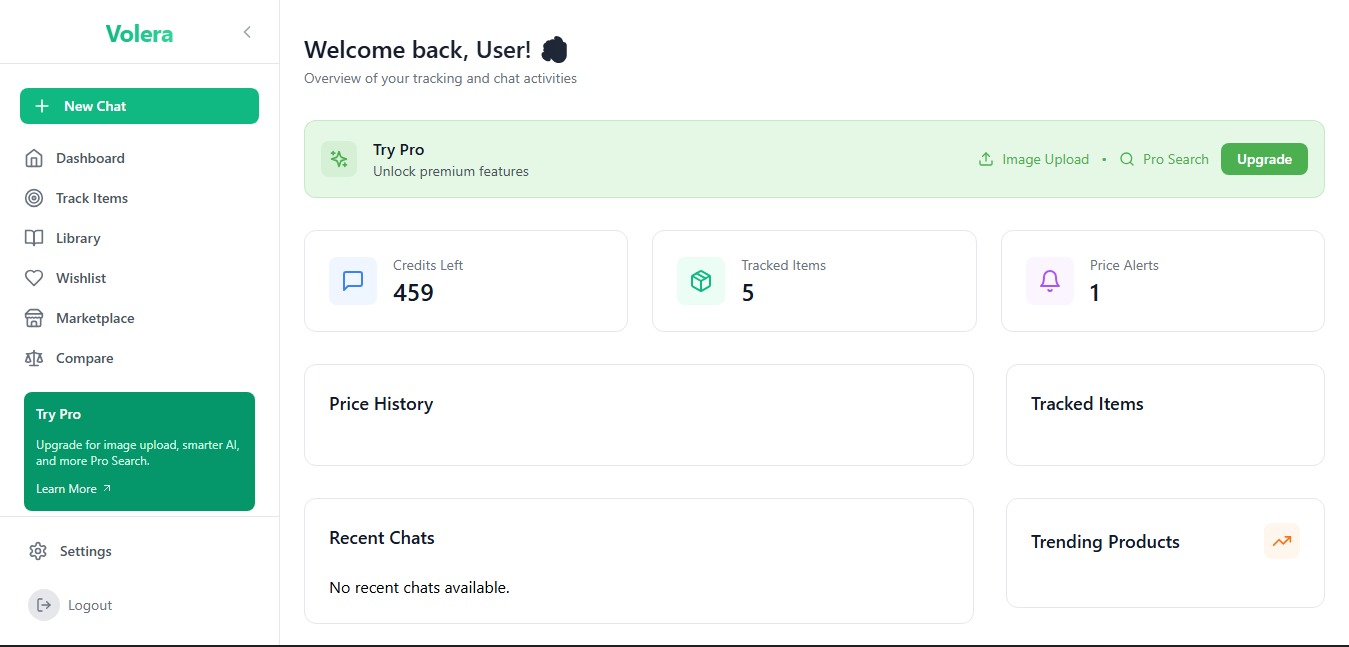 Volera
New Chat
Dashboard
Track Items
Library
Wishlist
Marketplace
Compare
Try Pro
Upgrade for image upload, smarter AI,
and more Pro Search.
Learn More
Settings
Logout
Welcome back, User!
Overview of your tracking and chat activities
Try Pro
Unlock premium features
Image Upload • Pro Search Upgrade
Credits Left
459
Tracked Items
5
Price Alerts
1
Price History
Tracked Items
Recent Chats
No recent chats available.
Trending Products